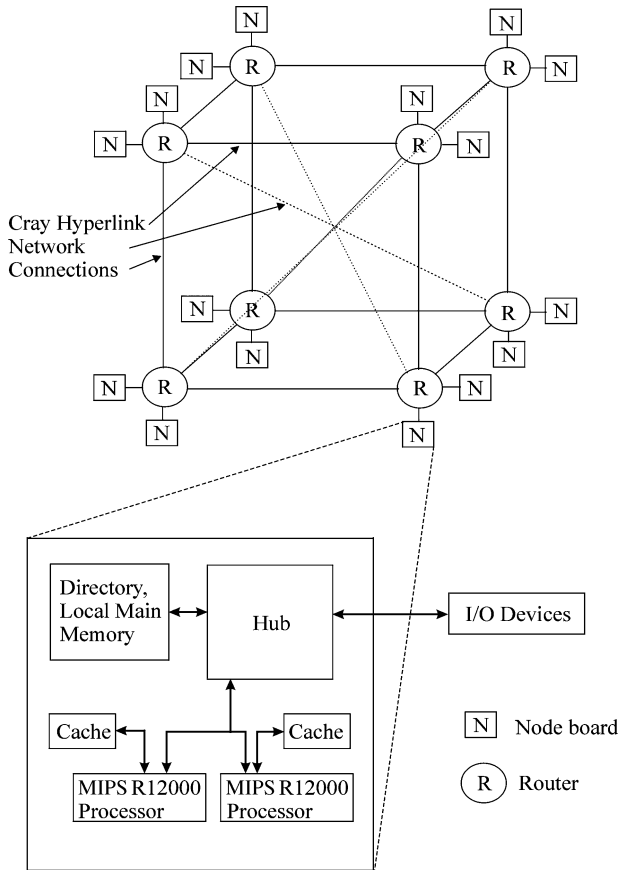 N
N
N
R
R
N
N
N
N
N
R
R
N
Cray Hyperlink
Network
Connections
N
R
R
N
N
N
N
R
R
N
N
N
Directory,
Local Main
Memory
Hub
I/O Devices
Cache
Cache
MIPS R12000
Processor
MIPS R12000
Processor
N
Node board
R
Router